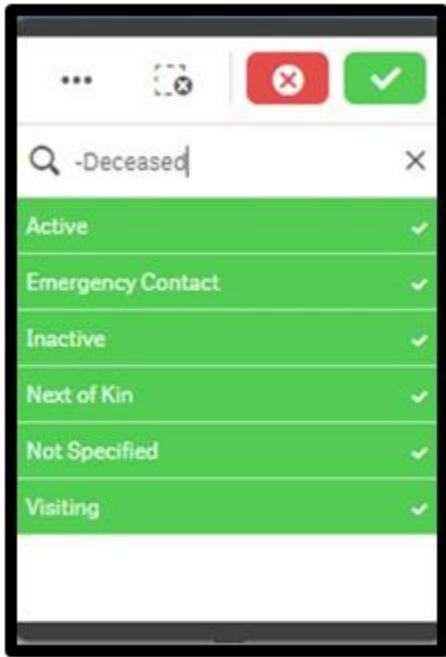 -Deceased
Active
Emergency Contact
Inactive
Next of Kin
Not Specified
Visiting